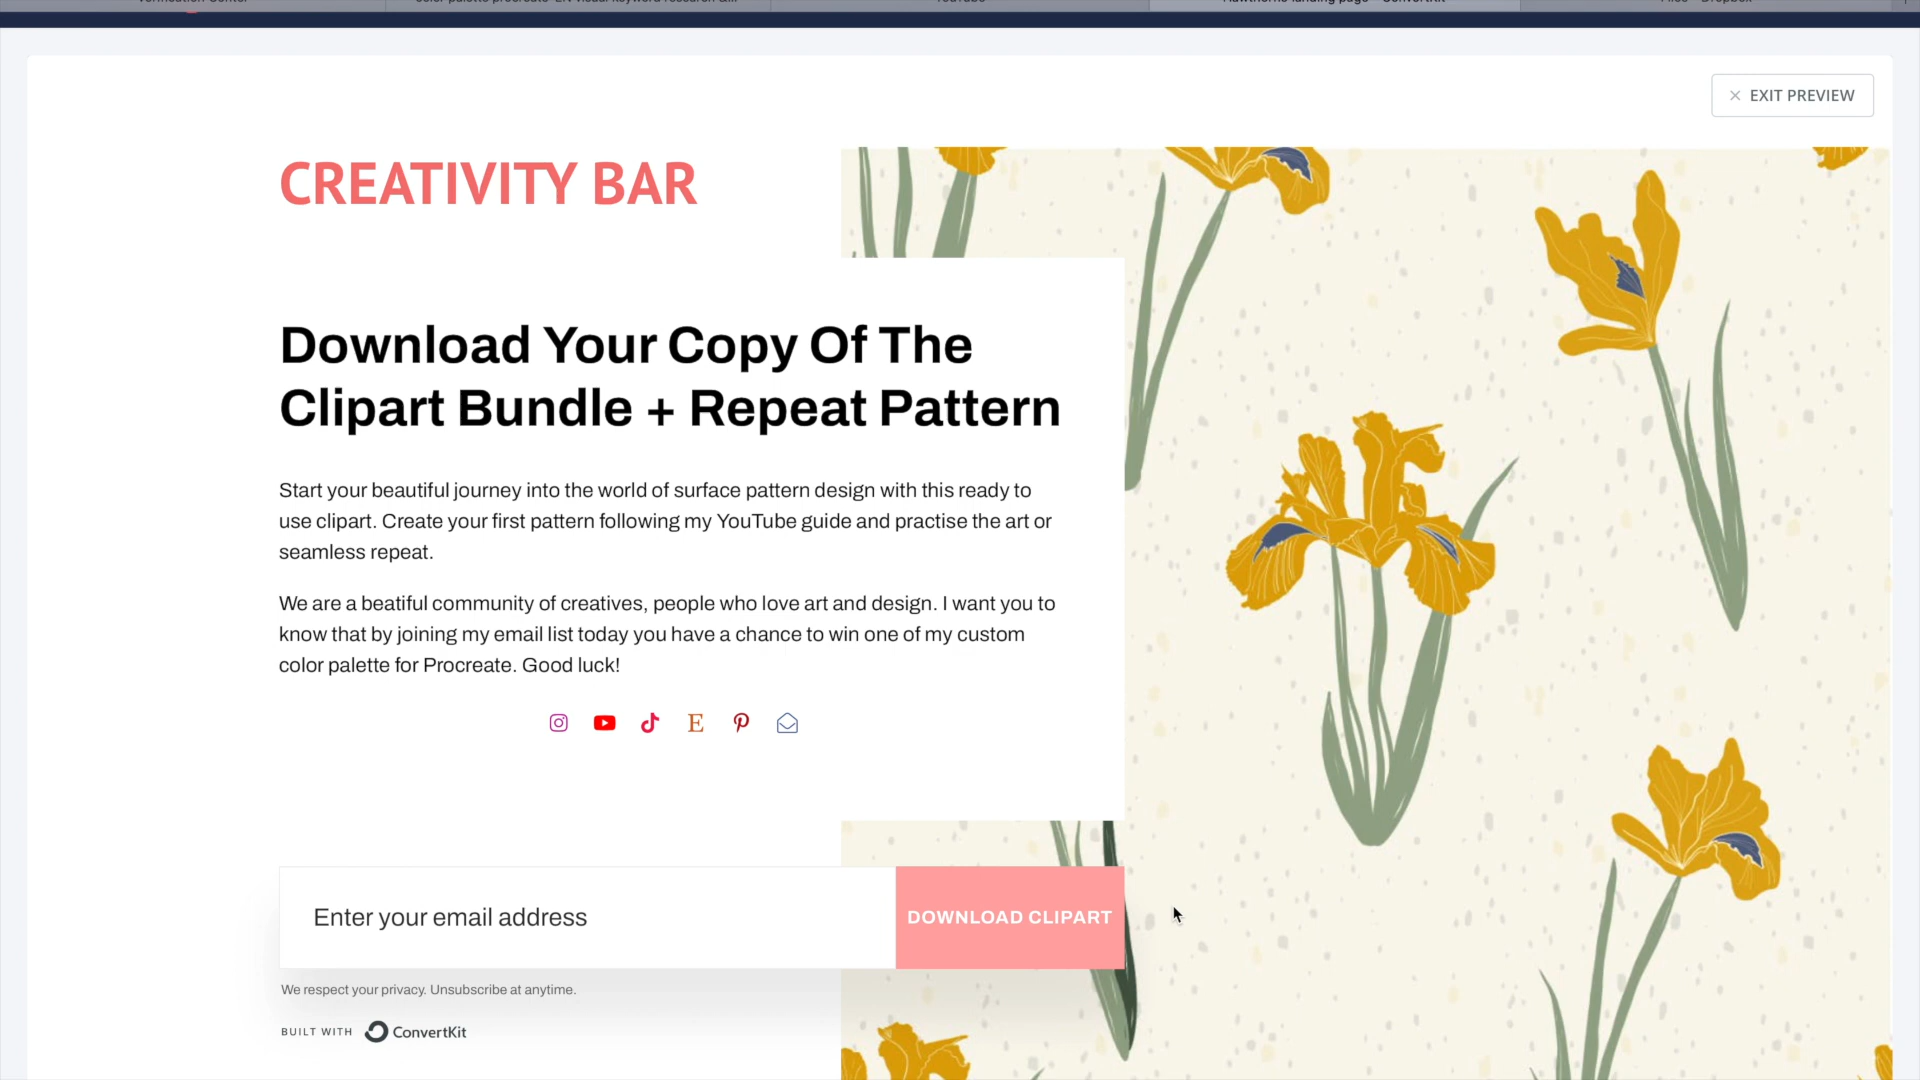 EXIT PREVIEW
CREATIVITY BAR
Download Your Copy Of The
Clipart Bundle + Repeat Pattern
Start your beautiful journey into the world of surface pattern design with this ready to
use clipart. Create your first pattern following my YouTube guide and practise the art or
seamless repeat.
We are a beatiful community of creatives, people who love art and design. I want you to
know that by joining my email list today you have a chance to win one of my custom
color palette for Procreate. Good luck!
Enter your email address
DOWNLOAD CLIPART
We respect your privacy. Unsubscribe at anytime.
BUILT WITH ConvertKit